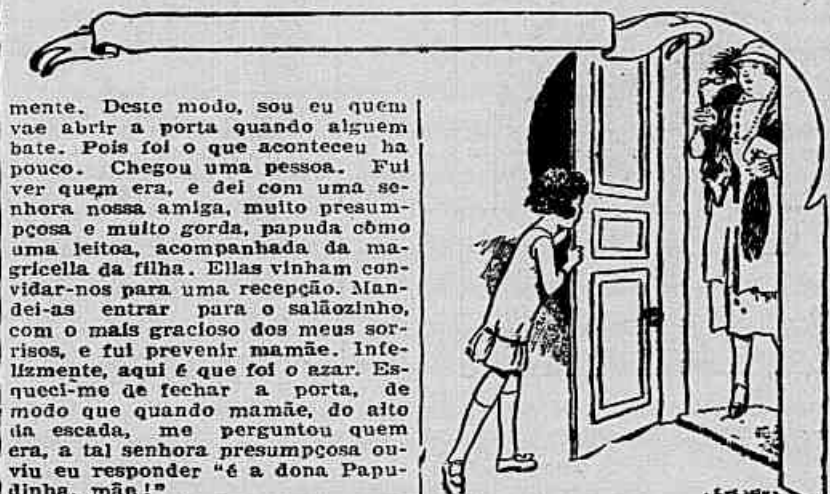 mente. Deste modo, sou eu quem
vae abrir a porta quando alguem
bate. Pois foi o que aconteceu ha
pouco. Chegou uma pessoa. Fui
ver quem era, e dei com uma se-
nhora nossa amiga, muito presum-
pçosa e muito gorda, papuda cômo
uma leitoa, acompanhada da ma-
gricella da filha. Ellas vinham con-
vidar-nos para uma recepção. Man-
dei-as entrar para o salãozinho,
com o mais gracioso dos meus sor-
risos, e fui prevenir mamãe. Infe-
lizmente, aqui é que foi o azar. Es-
queci-me de fechar a porta, de
modo que quando mamãe, do alto
da escada, me perguntou quem
era, a tal senhora presumpçosa ou-
viu eu responder "é a dona Papu-
dinha, mãe!"